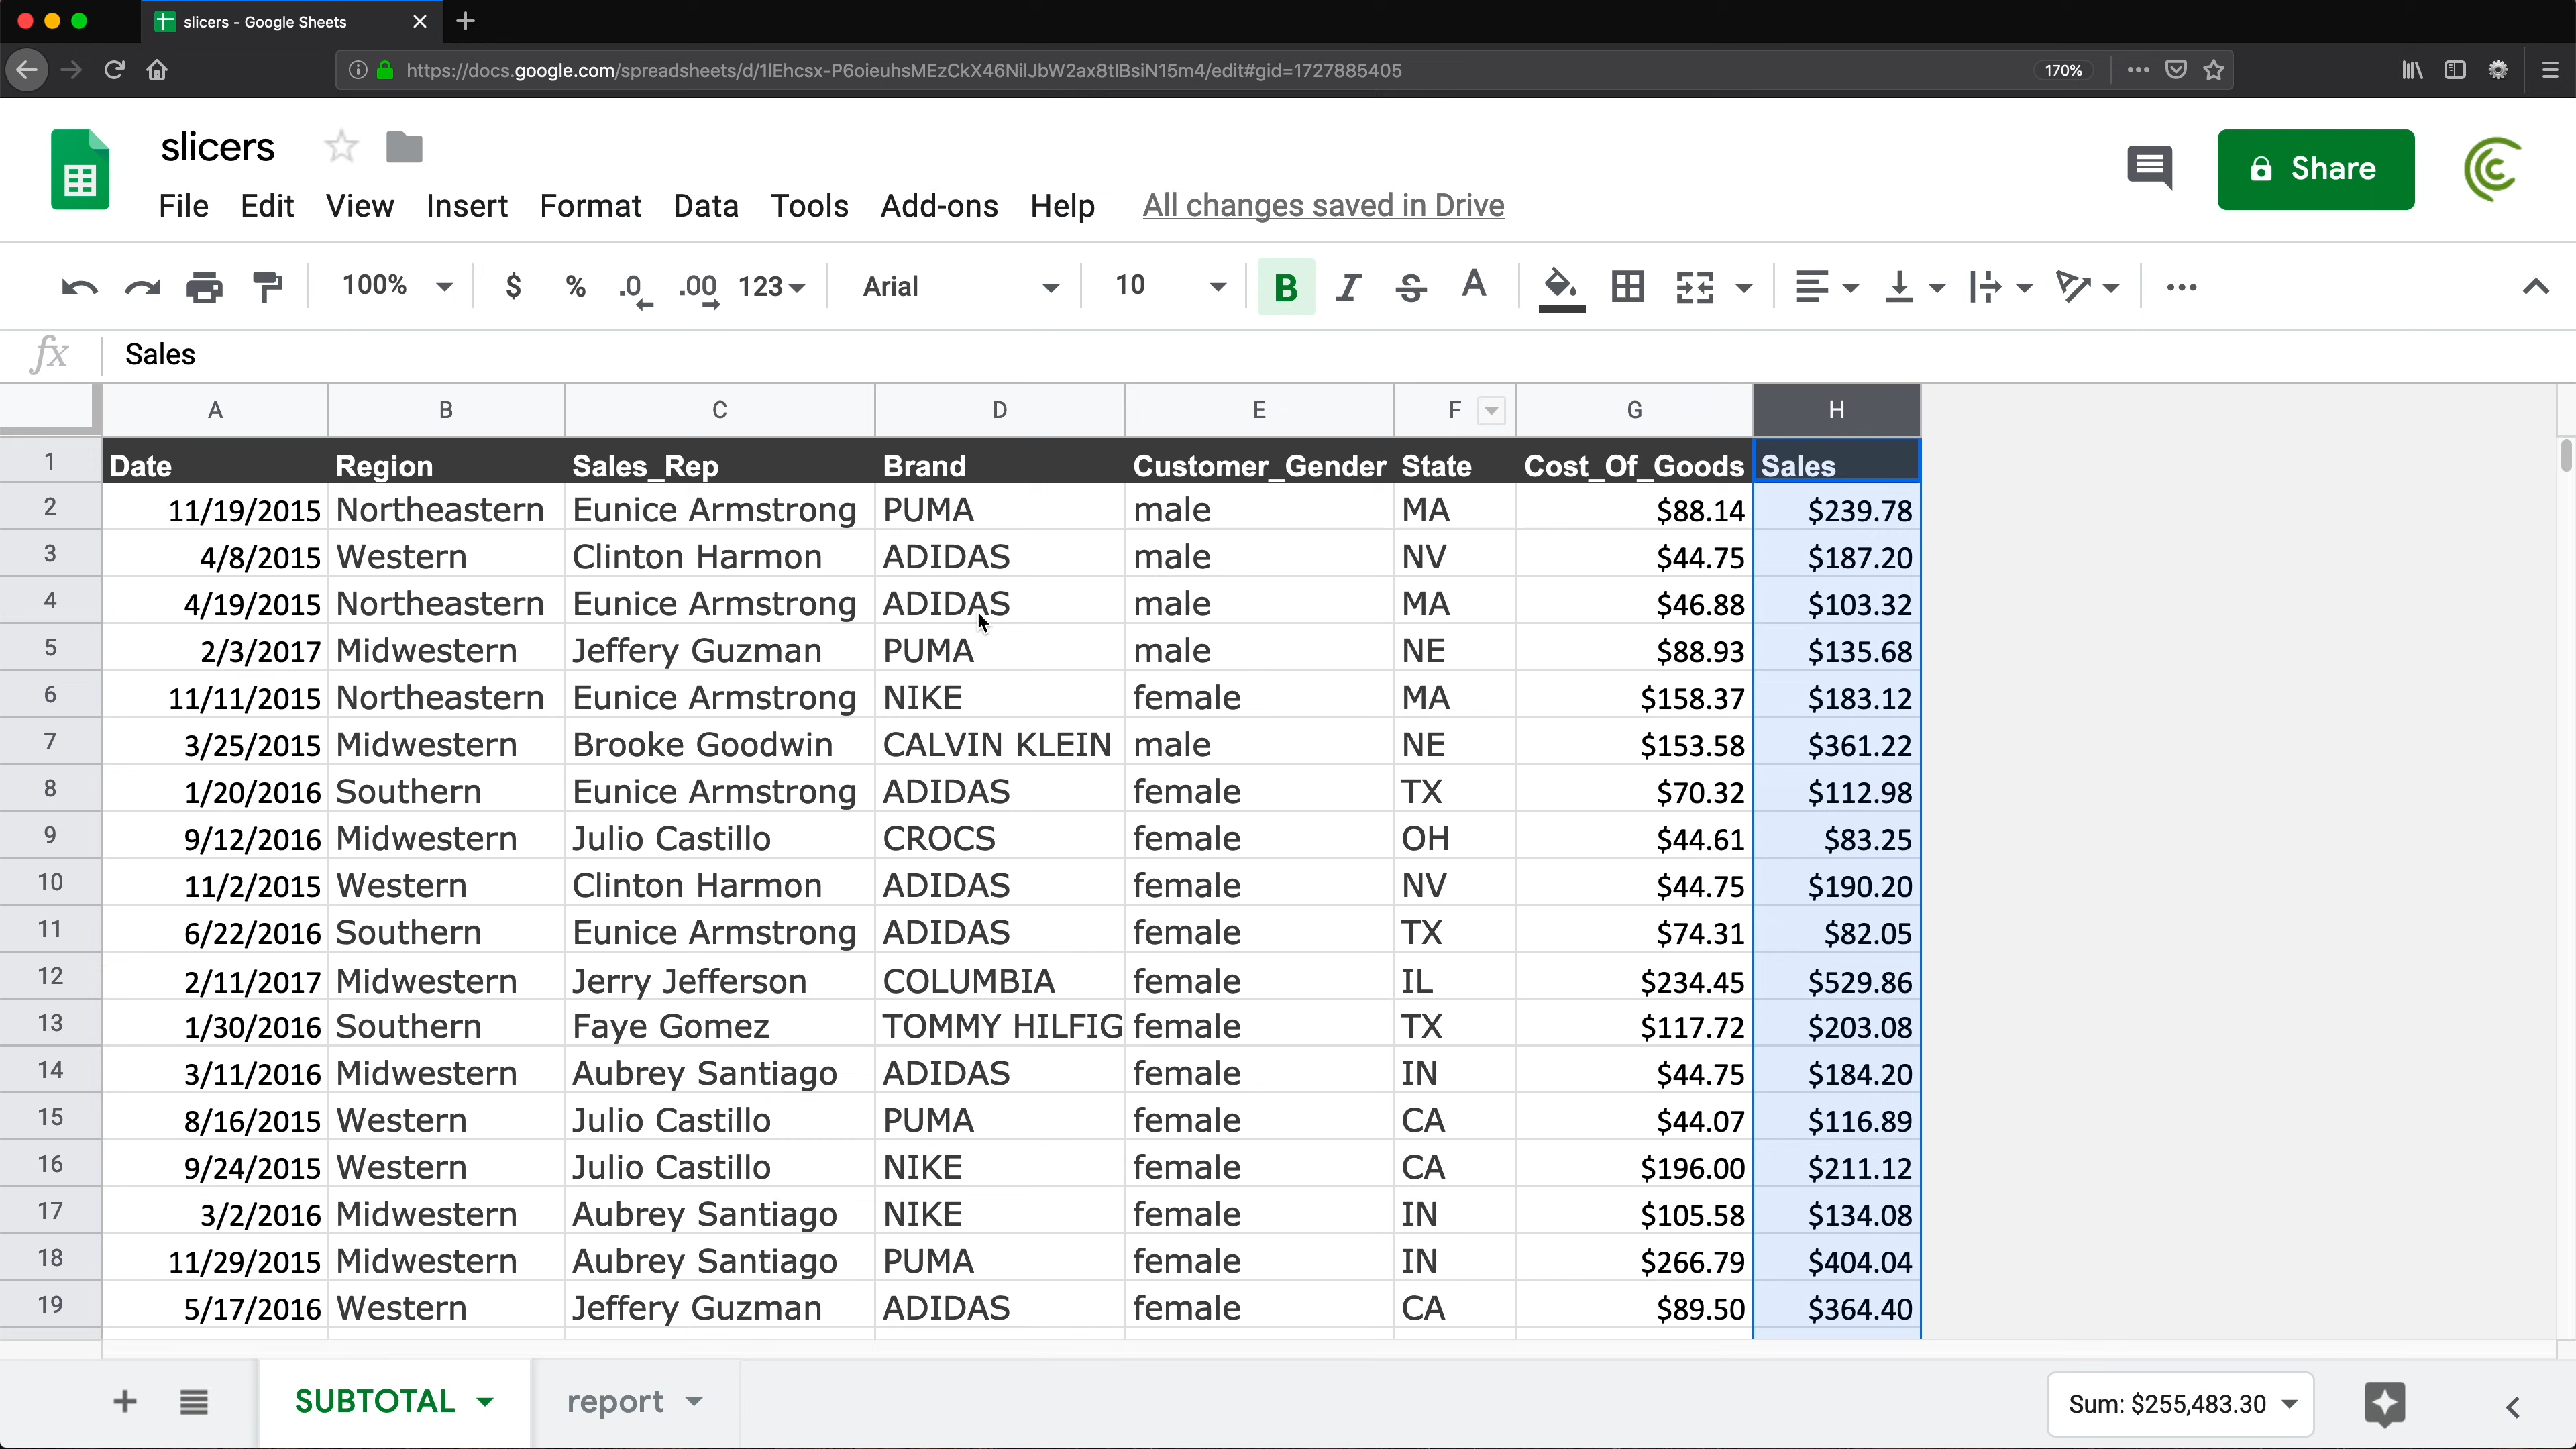 slicers - Google Sheets
https://docs.google.com/spreadsheets/d/1lEhcsx-P6oieuhsMEzCkX46NilJbW2ax8tIBsiN15m4/edit#gid=1727885405 170%
slicers
Share
File Edit View Insert Format Data Tools Add-ons Help All changes saved in Drive
100% $ % .0 .00 123 Arial 10 B I S A
fx Sales
A B C D E F G H
1 Date Region Sales_Rep Brand Customer_Gender State Cost_Of_Goods Sales
2 11/19/2015 Northeastern Eunice Armstrong PUMA male MA $88.14 $239.78
3 4/8/2015 Western Clinton Harmon ADIDAS male NV $44.75 $187.20
4 4/19/2015 Northeastern Eunice Armstrong ADIDAS male MA $46.88 $103.32
5 2/3/2017 Midwestern Jeffery Guzman PUMA male NE $88.93 $135.68
6 11/11/2015 Northeastern Eunice Armstrong NIKE female MA $158.37 $183.12
7 3/25/2015 Midwestern Brooke Goodwin CALVIN KLEIN male NE $153.58 $361.22
8 1/20/2016 Southern Eunice Armstrong ADIDAS female TX $70.32 $112.98
9 9/12/2016 Midwestern Julio Castillo CROCS female OH $44.61 $83.25
10 11/2/2015 Western Clinton Harmon ADIDAS female NV $44.75 $190.20
11 6/22/2016 Southern Eunice Armstrong ADIDAS female TX $74.31 $82.05
12 2/11/2017 Midwestern Jerry Jefferson COLUMBIA female IL $234.45 $529.86
13 1/30/2016 Southern Faye Gomez TOMMY HILFIG female TX $117.72 $203.08
14 3/11/2016 Midwestern Aubrey Santiago ADIDAS female IN $44.75 $184.20
15 8/16/2015 Western Julio Castillo PUMA female CA $44.07 $116.89
16 9/24/2015 Western Julio Castillo NIKE female CA $196.00 $211.12
17 3/2/2016 Midwestern Aubrey Santiago NIKE female IN $105.58 $134.08
18 11/29/2015 Midwestern Aubrey Santiago PUMA female IN $266.79 $404.04
19 5/17/2016 Western Jeffery Guzman ADIDAS female CA $89.50 $364.40
SUBTOTAL report Sum: $255,483.30